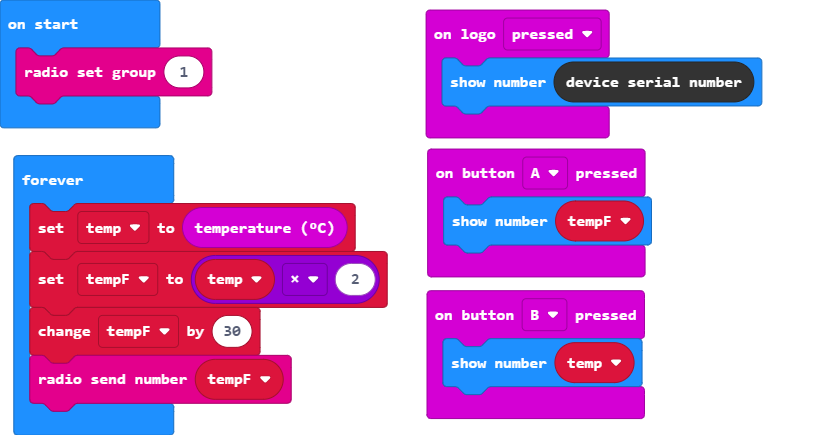 on start
radio set group 1
forever
set temp to temperature (ºC)
set tempF to temp × 2
change tempF by 30
radio send number tempF
on logo pressed
show number device serial number
on button A pressed
show number tempF
on button B pressed
show number temp